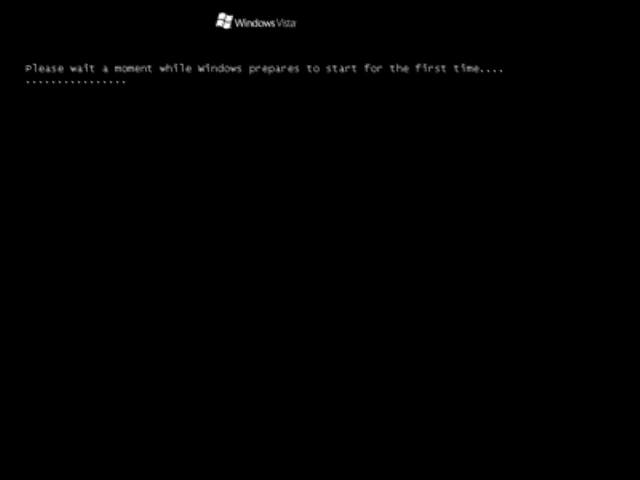 Windows Vista
Please wait a moment while Windows prepares to start for the first time....
................